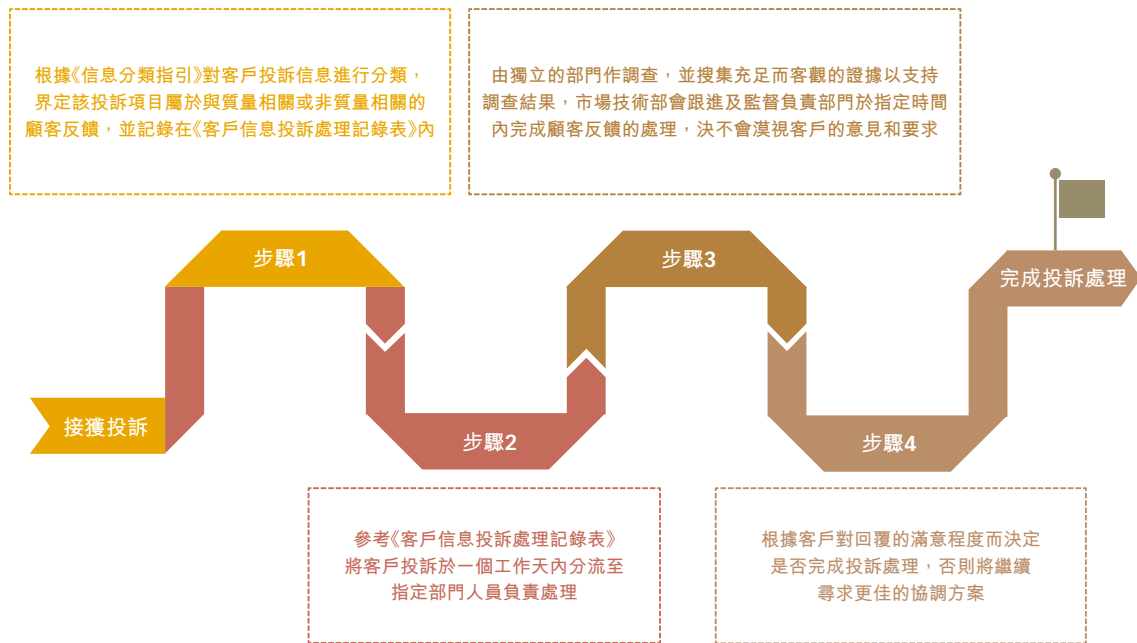 根據《信息分類指引》對客戶投訴信息進行分類，
界定該投訴項目屬於與質量相關或非質量相關的
顧客反饋，並記錄在《客戶信息投訴處理記錄表》內
由獨立的部門作調查，並搜集充足而客觀的證據以支持
調查結果，市場技術部會跟進及監督負責部門於指定時間
內完成顧客反饋的處理，決不會漠視客戶的意見和要求
步驟1
步驟3
完成投訴處理
接獲投訴
步驟2
步驟4
參考《客戶信息投訴處理記錄表》
將客戶投訴於一個工作天內分流至
指定部門人員負責處理
根據客戶對回覆的滿意程度而決定
是否完成投訴處理，否則將繼續
尋求更佳的協調方案